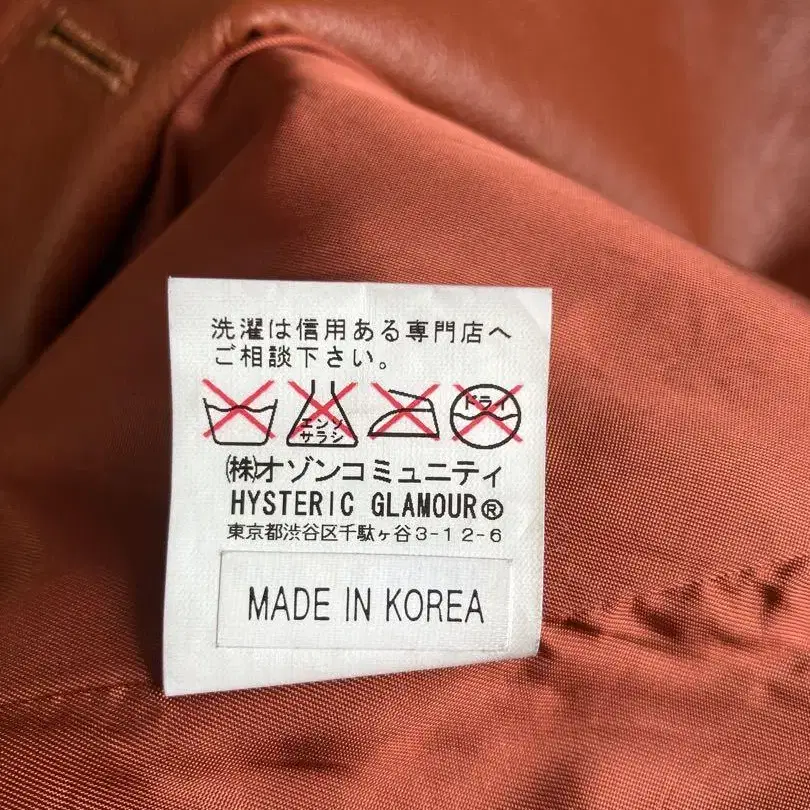 洗濯は信用ある専門店へ
ご相談下さい。
エンソ
サラシ
ドライ
㈱オゾンコミュニティ
HYSTERIC GLAMOUR®
東京都渋谷区千駄ヶ谷3-12-6
MADE IN KOREA